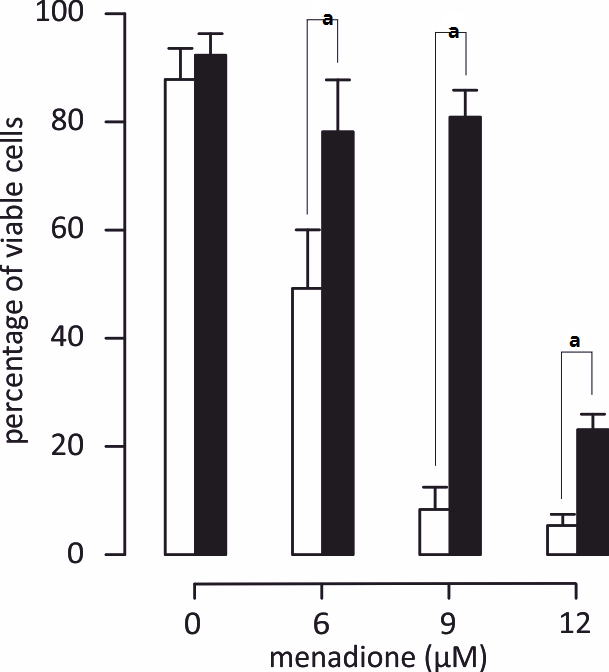 100
a
a
80
60
40
a
20
0
percentage of viable cells
0 6 9 12
menadione (µM)